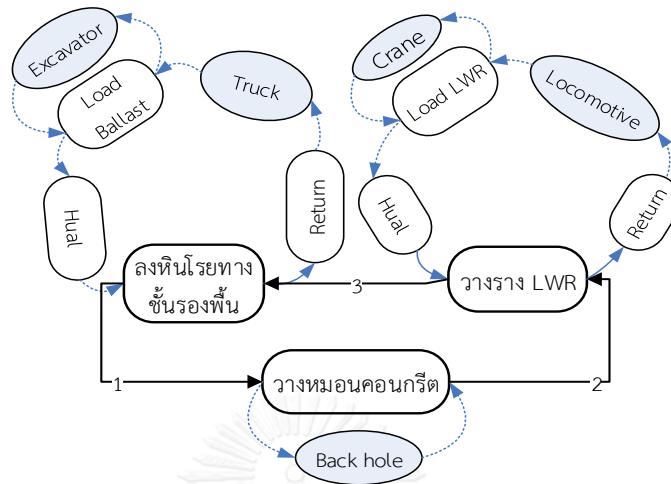 Excavator
Load
Ballast
Truck
Hual
Return
Crane
Load LWR
Locomotive
Hual
Return
ลงหินโรยทาง
ชั้นรองพื้น
3
วางราง LWR
1
วางหมอนคอนกรีต
2
Back hole